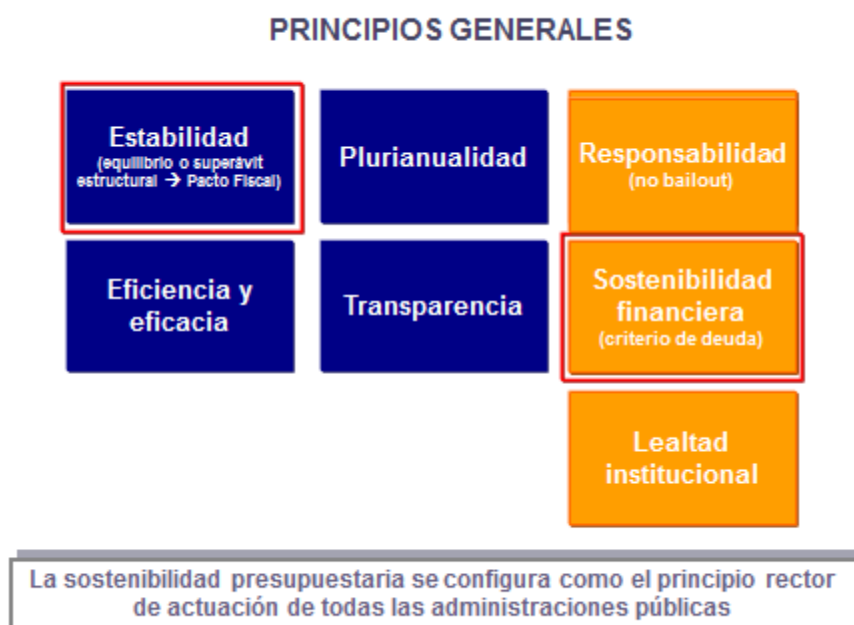 PRINCIPIOS GENERALES
Estabilidad
(equilibrio o superávit
estructural → Pacto Fiscal)
Plurianualidad
Responsabilidad
(no bailout)
Eficiencia y
eficacia
Transparencia
Sostenibilidad
financiera
(criterio de deuda)
Lealtad
institucional
La sostenibilidad presupuestaria se configura como el principio rector
de actuación de todas las administraciones públicas